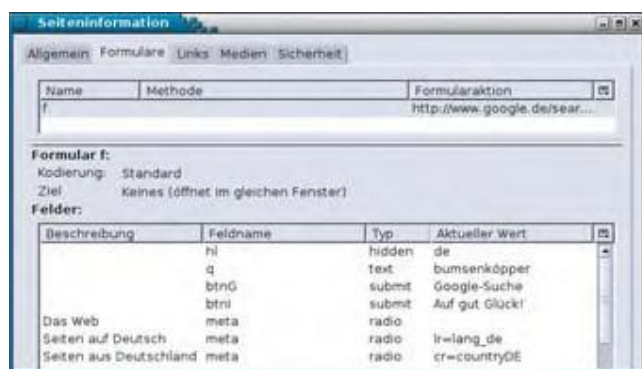 Seiteninformation
Allgemein Formulare Links Medien Sicherheit
Name Methode Formularaktion
f http://www.google.de/sear...
Formular f:
Kodierung: Standard
Ziel Keines (öffnet im gleichen Fenster)
Felder:
Beschreibung Feldname Typ Aktueller Wert
hl hidden de
q text bumsenköpper
btnG submit Google-Suche
btnI submit Auf gut Glück!
Das Web meta radio
Seiten auf Deutsch meta radio lr=lang_de
Seiten aus Deutschland meta radio cr=countryDE